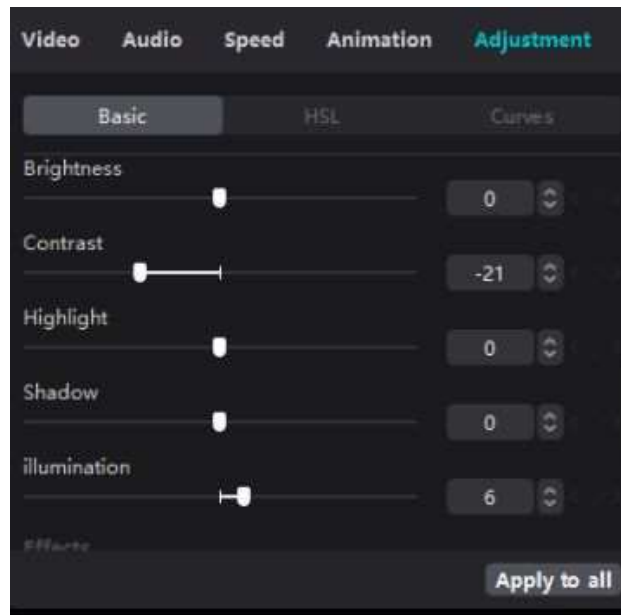 Video Audio Speed Animation Adjustment
Basic HSL Curves
Brightness
0
Contrast
-21
Highlight
0
Shadow
0
illumination
6
Effects
Apply to all